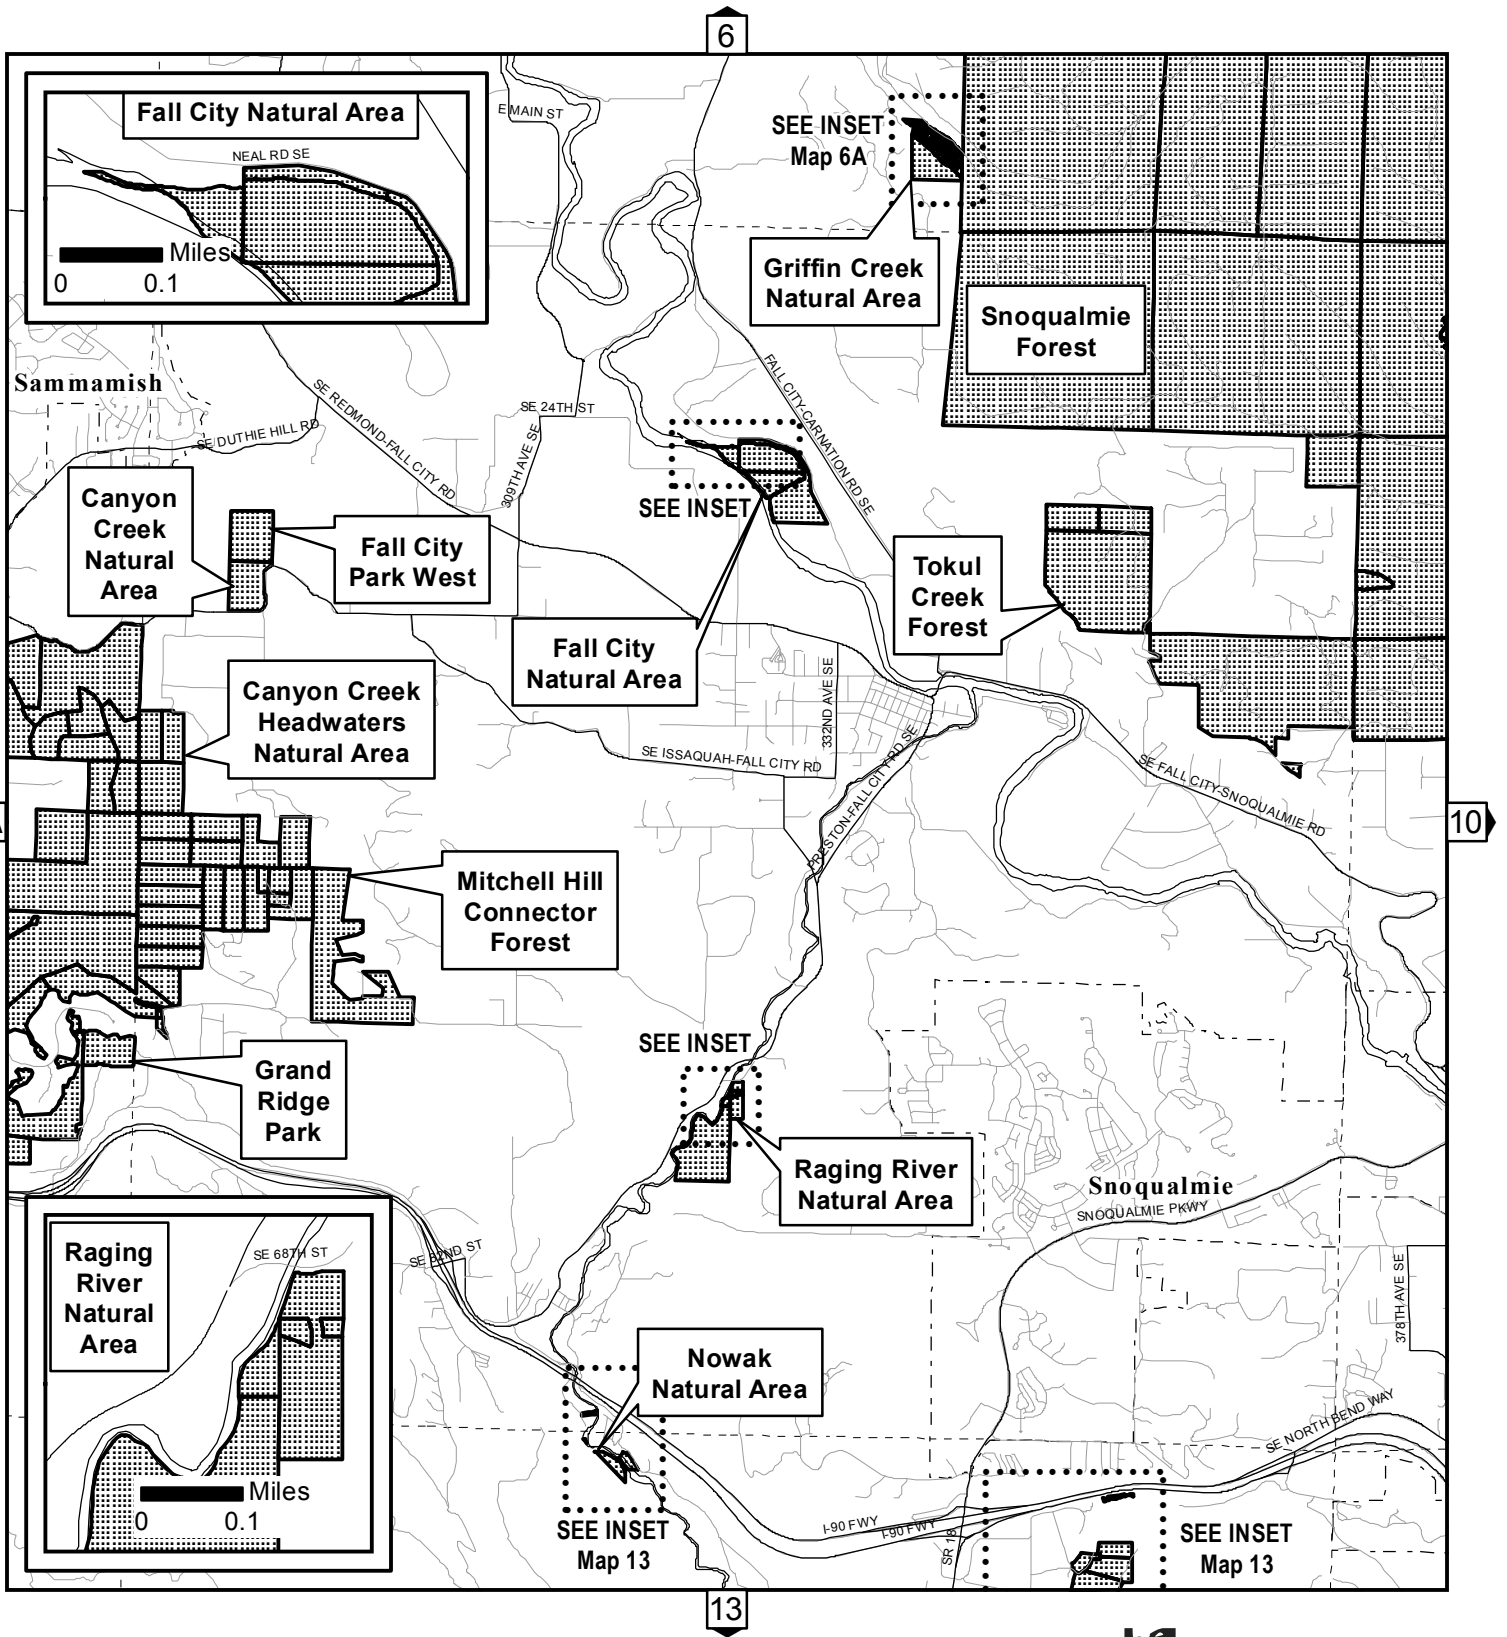 6
Fall City Natural Area
NEAL RD SE
Miles
0 0.1
E MAIN ST
SEE INSET
Map 6A
Griffin Creek
Natural Area
Snoqualmie
Forest
Sammamish
SE DUTHIE HILL RD
SE REDMOND-FALL CITY RD
SE 24TH ST
309TH AVE SE
FALL CITY-CARNATION RD SE
SEE INSET
Canyon
Creek
Natural
Area
Fall City
Park West
Tokul
Creek
Forest
Fall City
Natural Area
Canyon Creek
Headwaters
Natural Area
332ND AVE SE
SE ISSAQUAH-FALL CITY RD
PRESTON-FALL CITY RD SE
SE FALL CITY-SNOQUALMIE RD
10
Mitchell Hill
Connector
Forest
SEE INSET
Grand
Ridge
Park
Raging River
Natural Area
Snoqualmie
SNOQUALMIE PKWY
Raging
River
Natural
Area
SE 68TH ST
SE 82ND ST
378TH AVE SE
Nowak
Natural Area
SE NORTH BEND WAY
Miles
0 0.1
I-90 FWY
I-90 FWY
SR 18
SEE INSET
Map 13
SEE INSET
Map 13
13